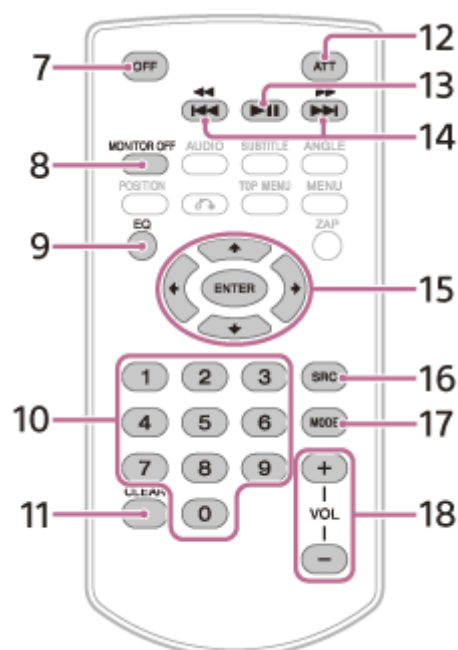 7
OFF
ATT
12
13
14
8
MONITOR OFF
AUDIO
SUBTITLE
ANGLE
POSITION
TOP MENU
MENU
9
EQ
ZAP
ENTER
15
10
1 2 3
4 5 6
7 8 9
0
SRC
16
MODE
17
11
CLEAR
+
VOL
−
18